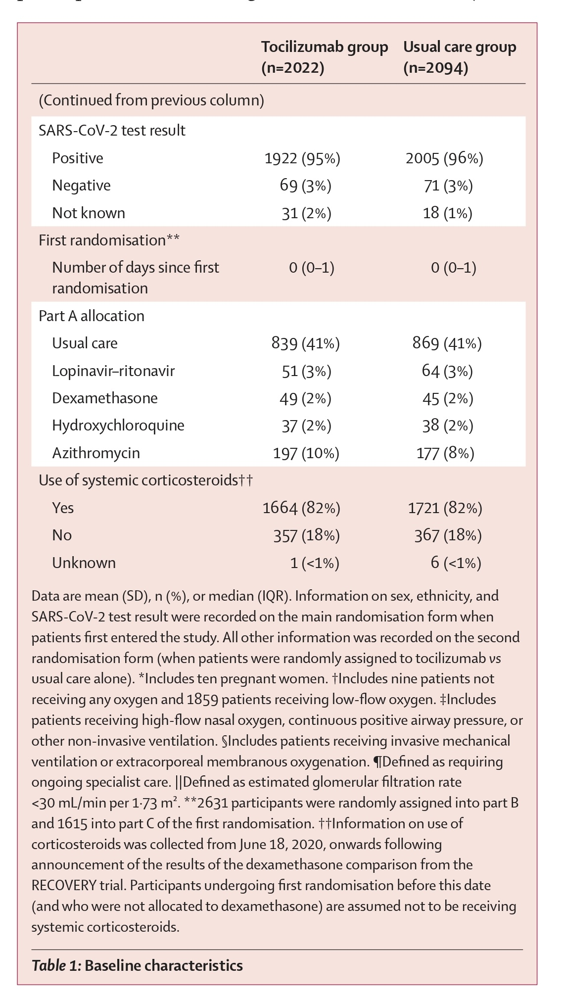 Tocilizumab group Usual care group
(n=2022) (n=2094)
(Continued from previous column)
SARS-CoV-2 test result
Positive 1922 (95%) 2005 (96%)
Negative 69 (3%) 71 (3%)
Not known 31 (2%) 18 (1%)
First randomisation**
Number of days since first 0 (0–1) 0 (0–1)
randomisation
Part A allocation
Usual care 839 (41%) 869 (41%)
Lopinavir–ritonavir 51 (3%) 64 (3%)
Dexamethasone 49 (2%) 45 (2%)
Hydroxychloroquine 37 (2%) 38 (2%)
Azithromycin 197 (10%) 177 (8%)
Use of systemic corticosteroids††
Yes 1664 (82%) 1721 (82%)
No 357 (18%) 367 (18%)
Unknown 1 (<1%) 6 (<1%)
Data are mean (SD), n (%), or median (IQR). Information on sex, ethnicity, and
SARS-CoV-2 test result were recorded on the main randomisation form when
patients first entered the study. All other information was recorded on the second
randomisation form (when patients were randomly assigned to tocilizumab vs
usual care alone). *Includes ten pregnant women. †Includes nine patients not
receiving any oxygen and 1859 patients receiving low-flow oxygen. ‡Includes
patients receiving high-flow nasal oxygen, continuous positive airway pressure, or
other non-invasive ventilation. §Includes patients receiving invasive mechanical
ventilation or extracorporeal membranous oxygenation. ¶Defined as requiring
ongoing specialist care. ||Defined as estimated glomerular filtration rate
<30 mL/min per 1·73 m². **2631 participants were randomly assigned into part B
and 1615 into part C of the first randomisation. ††Information on use of
corticosteroids was collected from June 18, 2020, onwards following
announcement of the results of the dexamethasone comparison from the
RECOVERY trial. Participants undergoing first randomisation before this date
(and who were not allocated to dexamethasone) are assumed not to be receiving
systemic corticosteroids.
Table 1: Baseline characteristics